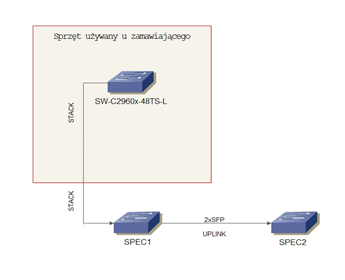 Sprzęt używany u zamawiającego
SW-C2960x-48TS-L
STACK
STACK
2xSFP
UPLINK
SPEC1
SPEC2